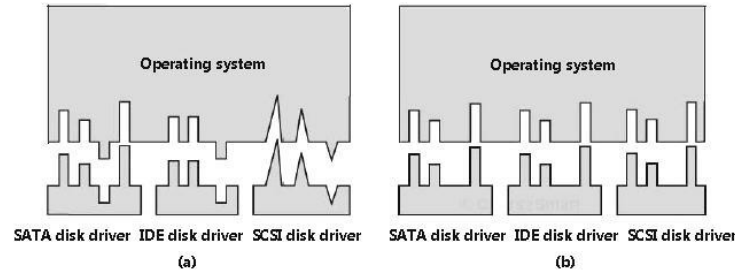 Operating system
SATA disk driver IDE disk driver SCSI disk driver
(a)
Operating system
SATA disk driver IDE disk driver SCSI disk driver
(b)